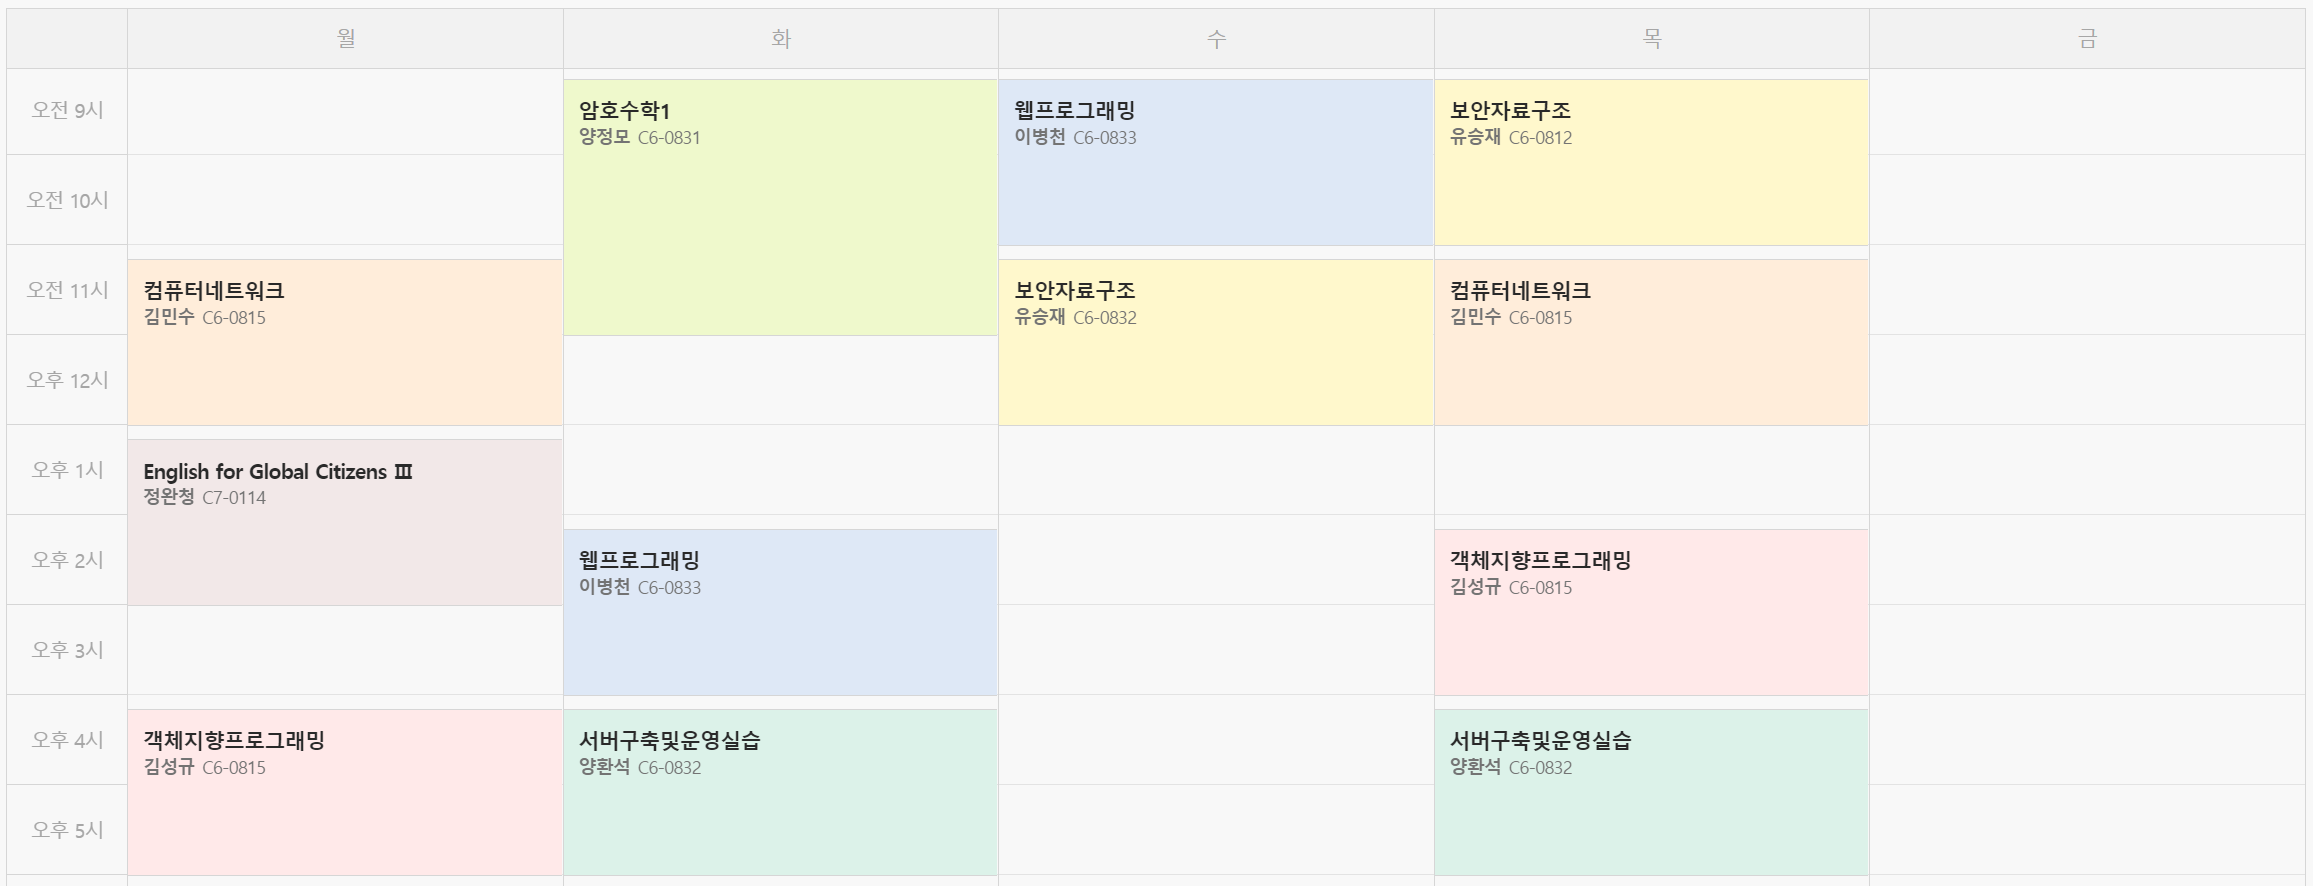 월 화 수 목 금
오전 9시
오전 10시
오전 11시
오후 12시
오후 1시
오후 2시
오후 3시
오후 4시
오후 5시
컴퓨터네트워크
김민수 C6-0815
English for Global Citizens Ⅲ
정완청 C7-0114
객체지향프로그래밍
김성규 C6-0815
암호수학1
양정모 C6-0831
웹프로그래밍
이병천 C6-0833
서버구축및운영실습
양환석 C6-0832
웹프로그래밍
이병천 C6-0833
보안자료구조
유승재 C6-0832
보안자료구조
유승재 C6-0812
컴퓨터네트워크
김민수 C6-0815
객체지향프로그래밍
김성규 C6-0815
서버구축및운영실습
양환석 C6-0832